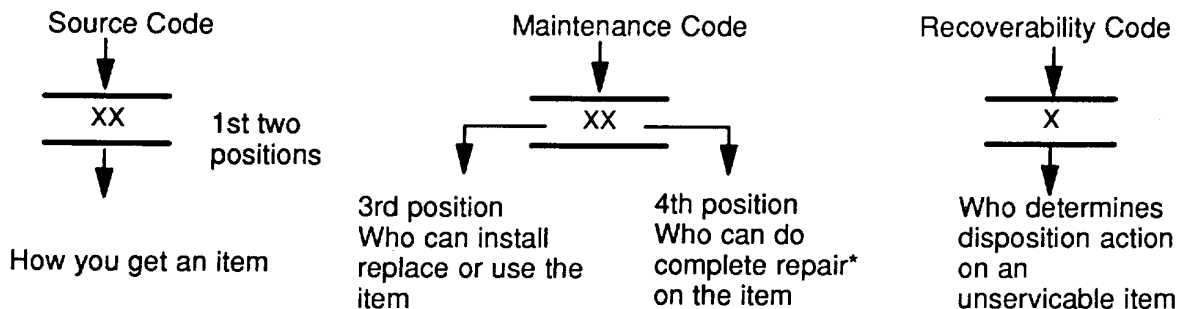 Source Code
XX
1st two
positions
How you get an item
Maintenance Code
XX
3rd position
Who can install
replace or use the
item
4th position
Who can do
complete repair*
on the item
Recoverability Code
X
Who determines
disposition action
on an
unservicable item